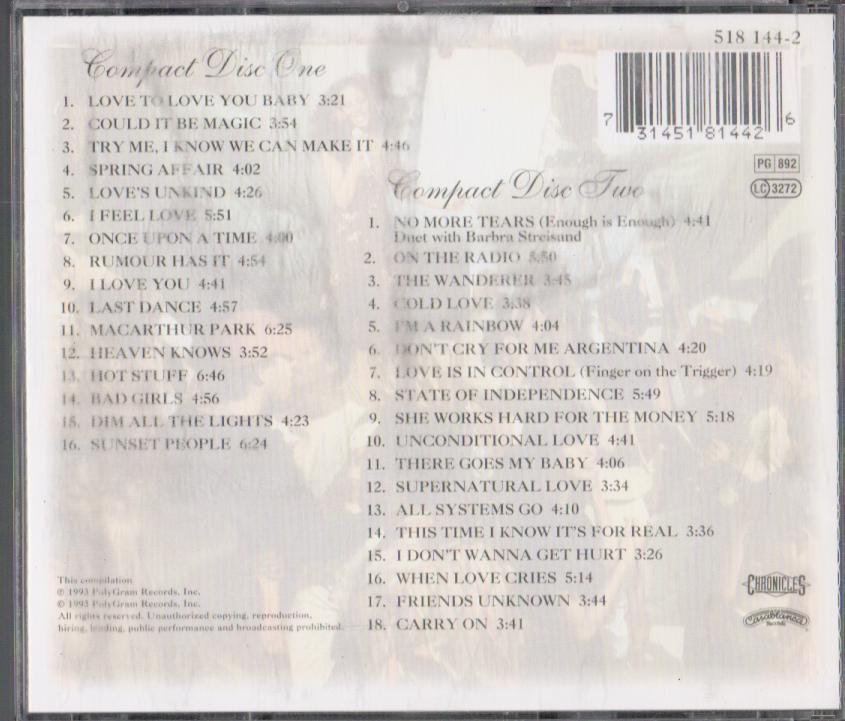 518 144-2
7 31451 81442 6
PG 892
LC 3272
Compact Disc One
1. LOVE TO LOVE YOU BABY 3:21
2. COULD IT BE MAGIC 3:54
3. TRY ME, I KNOW WE CAN MAKE IT 4:46
4. SPRING AFFAIR 4:02
5. LOVE'S UNKIND 4:26
6. I FEEL LOVE 5:51
7. ONCE UPON A TIME 4:00
8. RUMOUR HAS IT 4:54
9. I LOVE YOU 4:41
10. LAST DANCE 4:57
11. MACARTHUR PARK 6:25
12. HEAVEN KNOWS 3:52
13. HOT STUFF 6:46
14. BAD GIRLS 4:56
15. DIM ALL THE LIGHTS 4:23
16. SUNSET PEOPLE 6:24
Compact Disc Two
1. NO MORE TEARS (Enough is Enough) 4:41
Duet with Barbra Streisand
2. ON THE RADIO 5:50
3. THE WANDERER 3:45
4. COLD LOVE 3:38
5. I'M A RAINBOW 4:04
6. DON'T CRY FOR ME ARGENTINA 4:20
7. LOVE IS IN CONTROL (Finger on the Trigger) 4:19
8. STATE OF INDEPENDENCE 5:49
9. SHE WORKS HARD FOR THE MONEY 5:18
10. UNCONDITIONAL LOVE 4:41
11. THERE GOES MY BABY 4:06
12. SUPERNATURAL LOVE 3:34
13. ALL SYSTEMS GO 4:10
14. THIS TIME I KNOW IT'S FOR REAL 3:36
15. I DON'T WANNA GET HURT 3:26
16. WHEN LOVE CRIES 5:14
17. FRIENDS UNKNOWN 3:44
18. CARRY ON 3:41
This compilation
℗ 1993 PolyGram Records, Inc.
© 1993 PolyGram Records, Inc.
All rights reserved. Unauthorized copying, reproduction,
hiring, lending, public performance and broadcasting prohibited.
CHRONICLES
Casablanca
Records